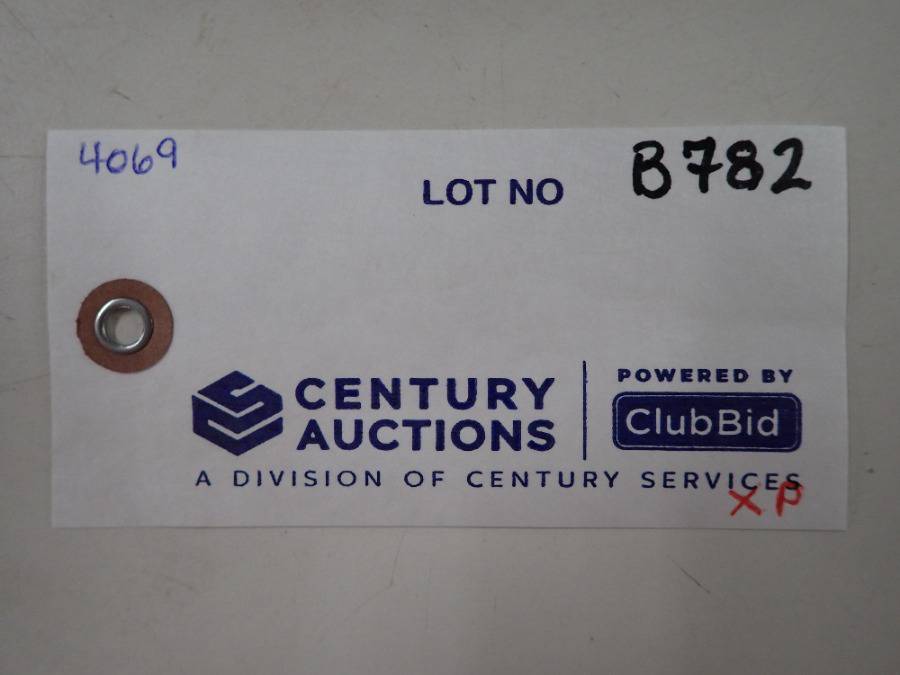 4069
LOT NO B782
CENTURY AUCTIONS
POWERED BY
ClubBid
A DIVISION OF CENTURY SERVICES
XP